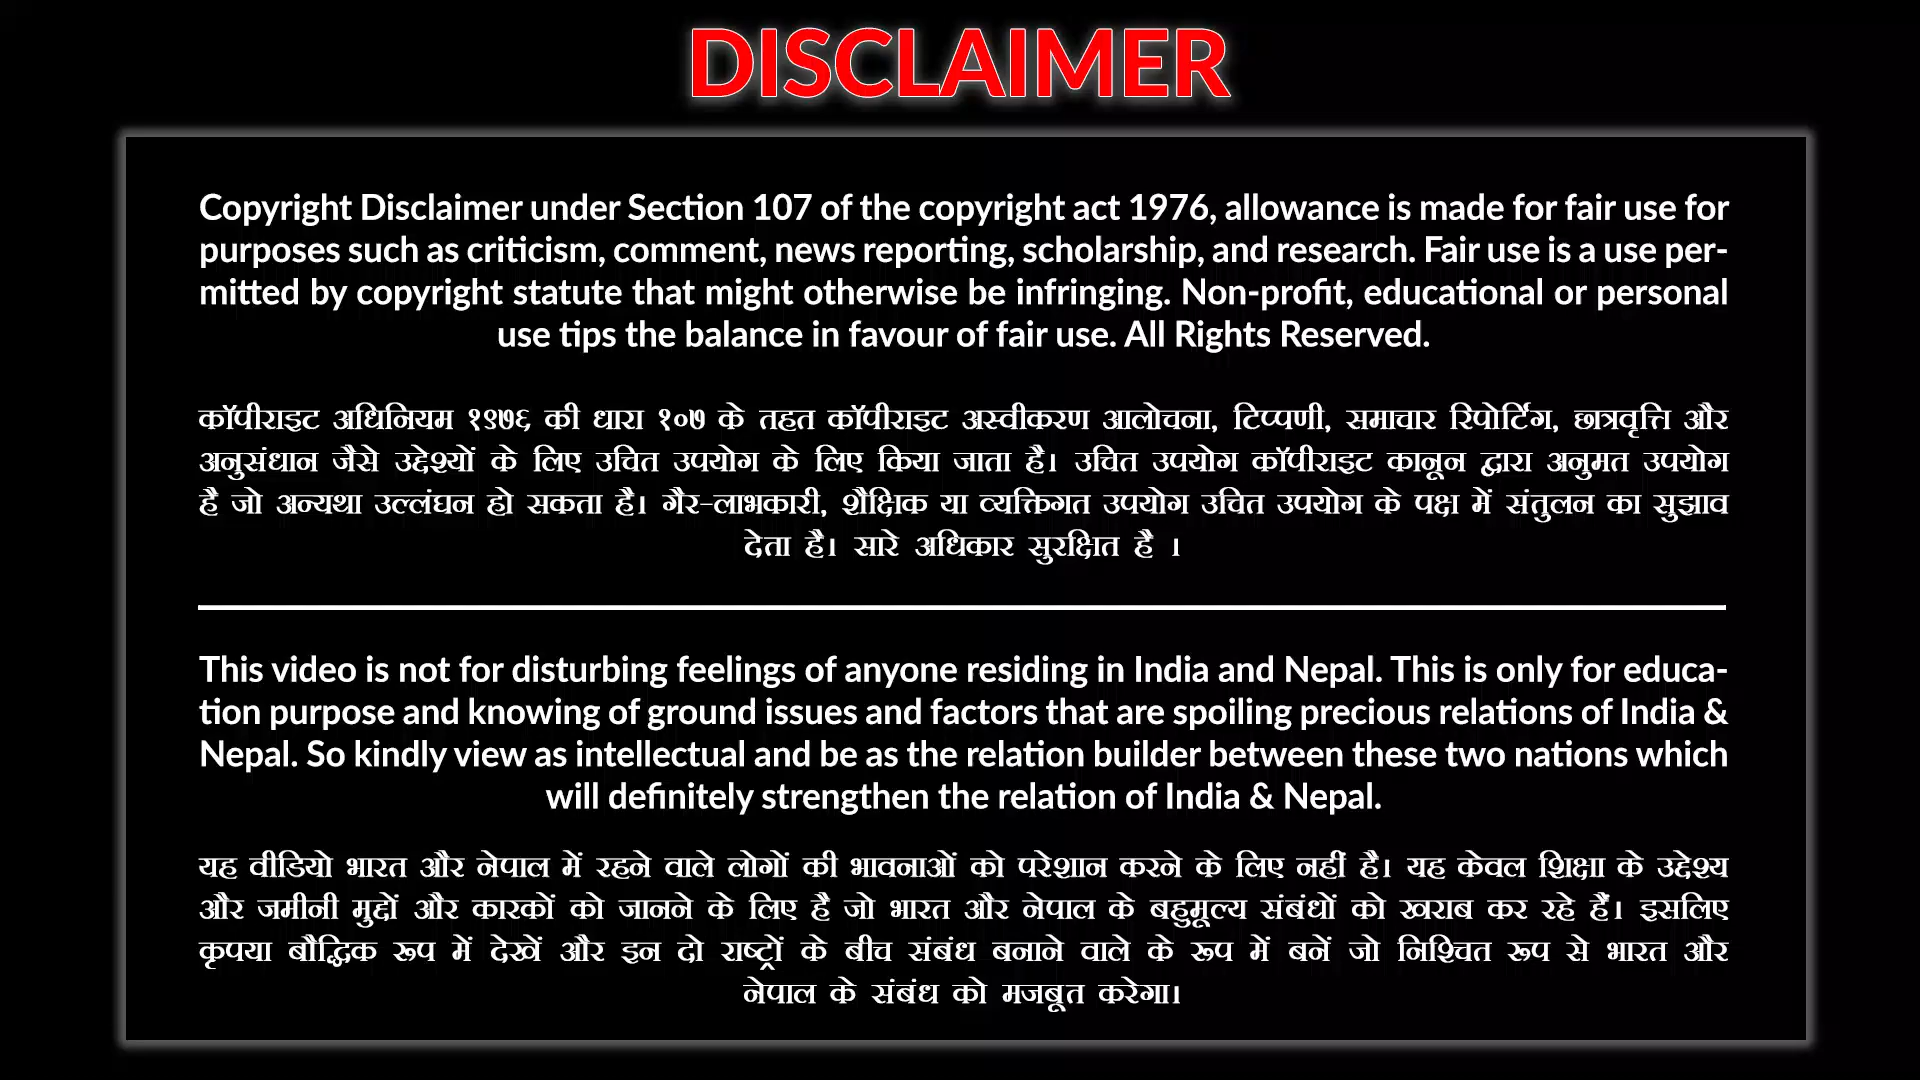 DISCLAIMER
Copyright Disclaimer under Section 107 of the copyright act 1976, allowance is made for fair use for
purposes such as criticism, comment, news reporting, scholarship, and research. Fair use is a use per-
mitted by copyright statute that might otherwise be infringing. Non-profit, educational or personal
use tips the balance in favour of fair use. All Rights Reserved.
कॉपीराइट अधिनियम १९७६ की धारा १०७ के तहत कॉपीराइट अस्वीकरण आलोचना, टिप्पणी, समाचार रिपोर्टिंग, छात्रवृत्ति और
अनुसंधान जैसे उद्देश्यों के लिए उचित उपयोग के लिए किया जाता है। उचित उपयोग कॉपीराइट कानून द्वारा अनुमत उपयोग
है जो अन्यथा उल्लंघन हो सकता है। गैर-लाभकारी, शैक्षिक या व्यक्तिगत उपयोग उचित उपयोग के पक्ष में संतुलन का सुझाव
देता है। सारे अधिकार सुरक्षित है ।
This video is not for disturbing feelings of anyone residing in India and Nepal. This is only for educa-
tion purpose and knowing of ground issues and factors that are spoiling precious relations of India &
Nepal. So kindly view as intellectual and be as the relation builder between these two nations which
will definitely strengthen the relation of India & Nepal.
यह वीडियो भारत और नेपाल में रहने वाले लोगों की भावनाओं को परेशान करने के लिए नहीं है। यह केवल शिक्षा के उद्देश्य
और जमीनी मुद्दों और कारकों को जानने के लिए है जो भारत और नेपाल के बहुमूल्य संबंधों को खराब कर रहे हैं। इसलिए
कृपया बौद्धिक रूप में देखें और इन दो राष्ट्रों के बीच संबंध बनाने वाले के रूप में बनें जो निश्चित रूप से भारत और
नेपाल के संबंध को मजबूत करेगा।